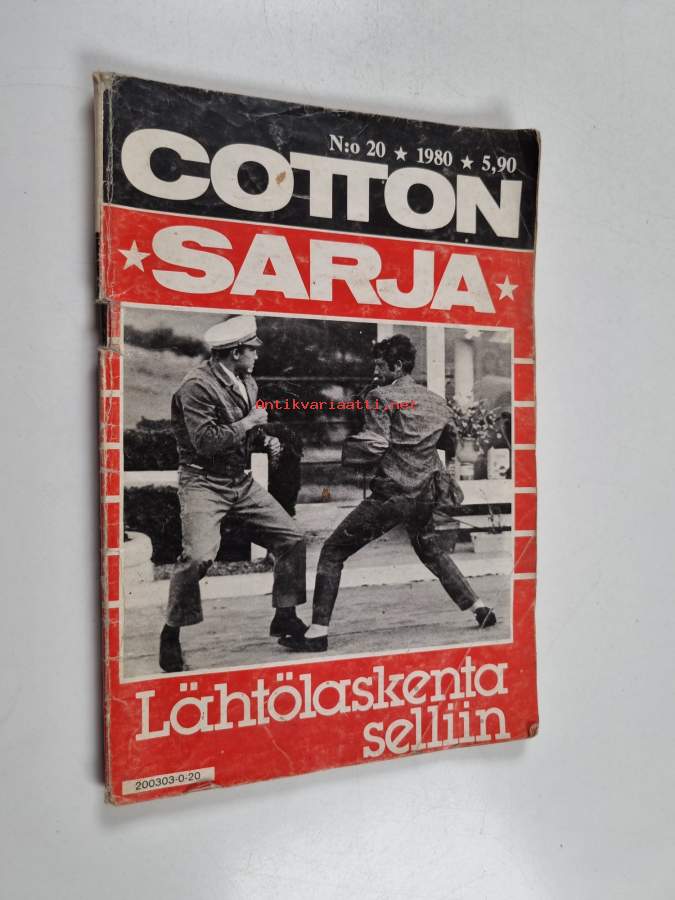 N:o 20 ★ 1980 ★ 5,90
COTTON
★ SARJA ★
Antikvariaatti.net
Lähtölaskenta
selliin
200303-0-20